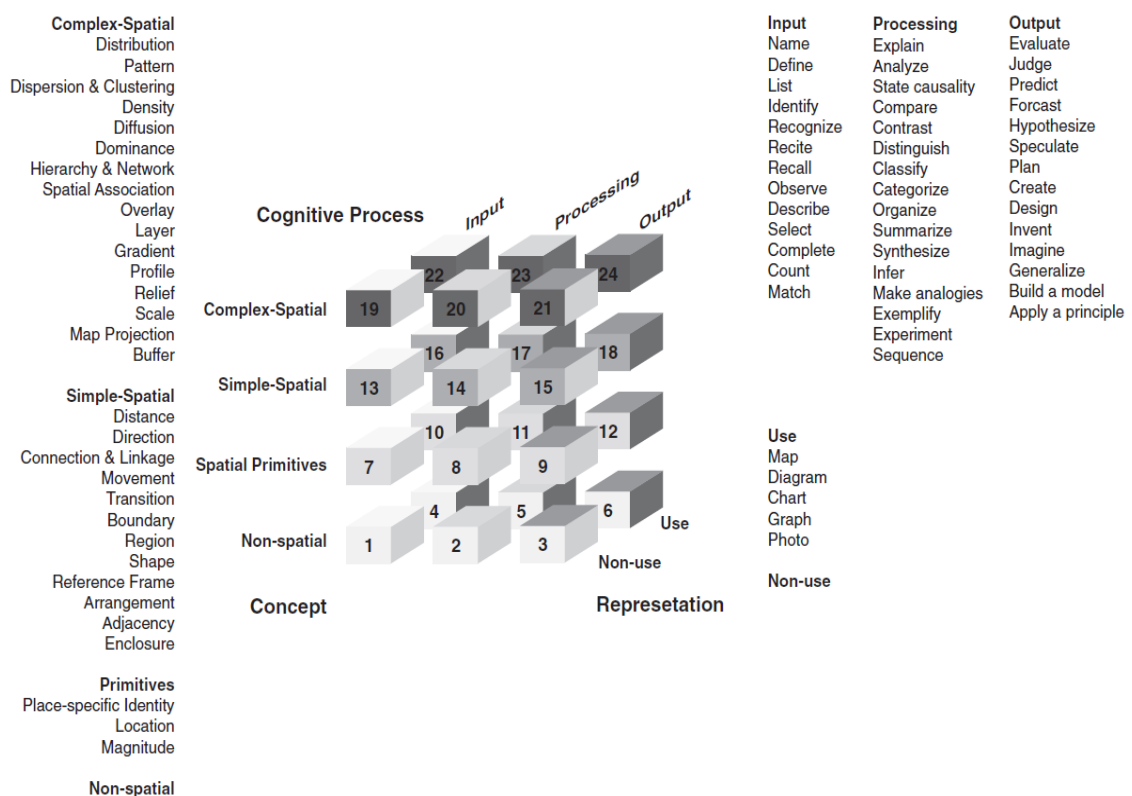 Complex-Spatial
Distribution
Pattern
Dispersion & Clustering
Density
Diffusion
Dominance
Hierarchy & Network
Spatial Association
Overlay
Layer
Gradient
Profile
Relief
Scale
Map Projection
Buffer
Simple-Spatial
Distance
Direction
Connection & Linkage
Movement
Transition
Boundary
Region
Shape
Reference Frame
Arrangement
Adjacency
Enclosure
Primitives
Place-specific Identity
Location
Magnitude
Non-spatial
Cognitive Process
Input
Processing
Output
22
23
24
Complex-Spatial
19
20
21
16
17
18
Simple-Spatial
13
14
15
10
11
12
Spatial Primitives
7
8
9
4
5
6
Use
Non-spatial
1
2
3
Non-use
Concept
Represetation
Input
Name
Define
List
Identify
Recognize
Recite
Recall
Observe
Describe
Select
Complete
Count
Match
Processing
Explain
Analyze
State causality
Compare
Contrast
Distinguish
Classify
Categorize
Organize
Summarize
Synthesize
Infer
Make analogies
Exemplify
Experiment
Sequence
Output
Evaluate
Judge
Predict
Forcast
Hypothesize
Speculate
Plan
Create
Design
Invent
Imagine
Generalize
Build a model
Apply a principle
Use
Map
Diagram
Chart
Graph
Photo
Non-use